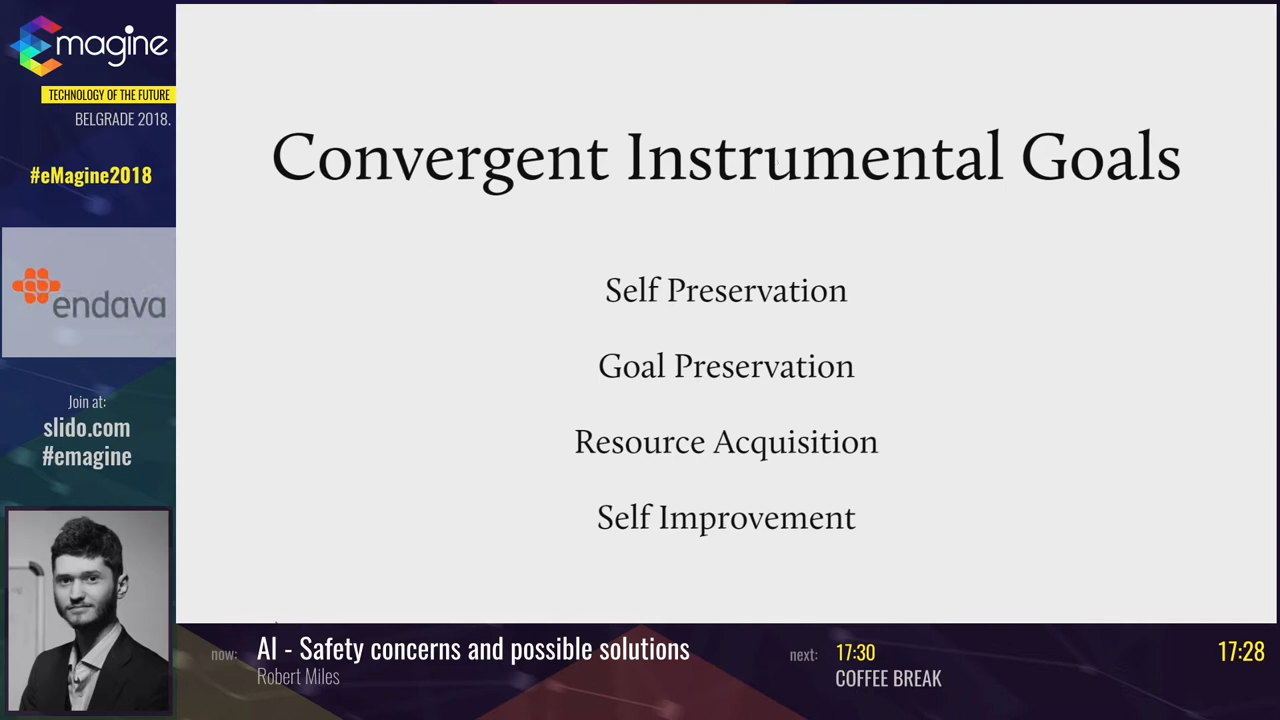 Emagine
TECHNOLOGY OF THE FUTURE
BELGRADE 2018.
#eMagine2018
endava
Join at:
slido.com
#emagine
Convergent Instrumental Goals
Self Preservation
Goal Preservation
Resource Acquisition
Self Improvement
now: AI - Safety concerns and possible solutions
Robert Miles
next: 17:30
COFFEE BREAK
17:28